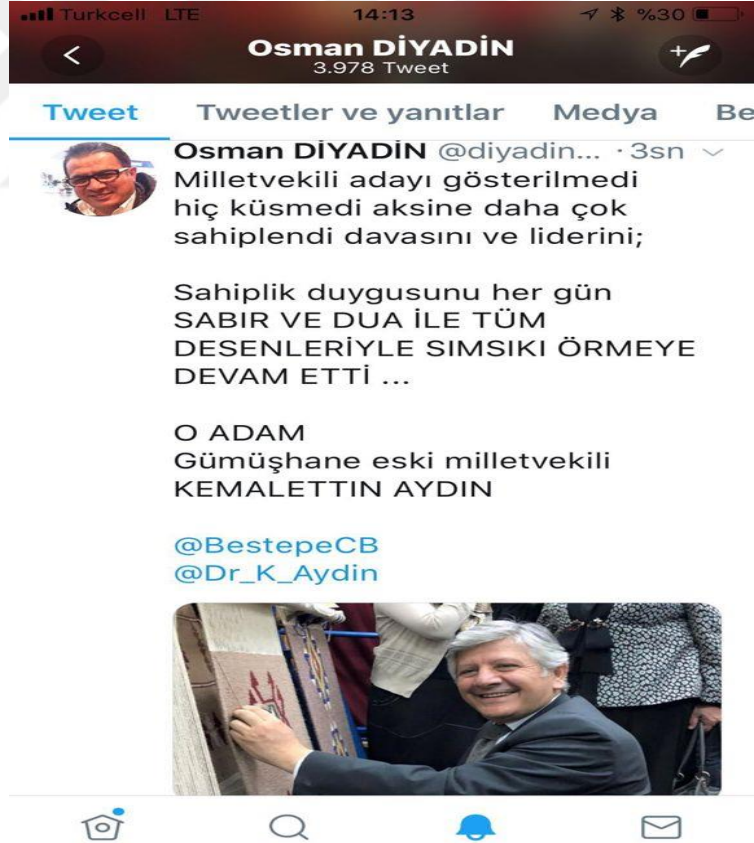 Turkcell LTE 14:13 %30
Osman DİYADİN
3.978 Tweet
Tweet Tweetler ve yanıtlar Medya Be
Osman DİYADİN @diyadin... · 3sn
Milletvekili adayı gösterilmedi
hiç küsmedi aksine daha çok
sahiplendi davasını ve liderini;
Sahiplik duygusunu her gün
SABIR VE DUA İLE TÜM
DESENLERİYLE SIMSIKI ÖRMEYE
DEVAM ETTİ ...
O ADAM
Gümüşhane eski milletvekili
KEMALETTIN AYDIN
@BestepeCB
@Dr_K_Aydin